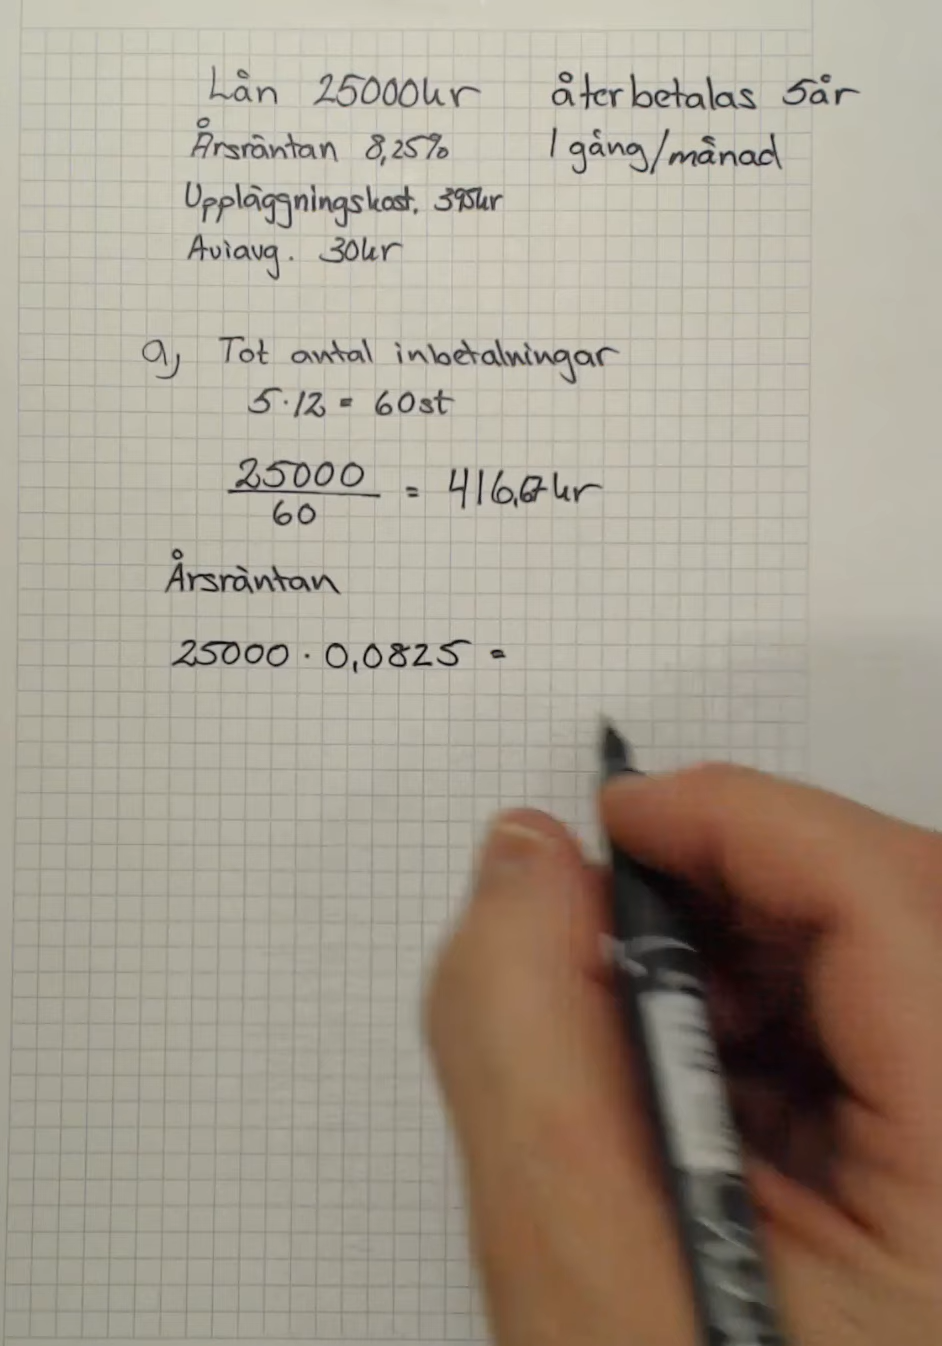 Lån 25000kr återbetalas 5år
Årsräntan 8,25% 1 gång/månad
Uppläggningskost. 395kr
Aviavg. 30kr
a) Tot antal inbetalningar
5·12 = 60st
25000
60
= 416,67kr
Årsräntan
25000 · 0,0825 =